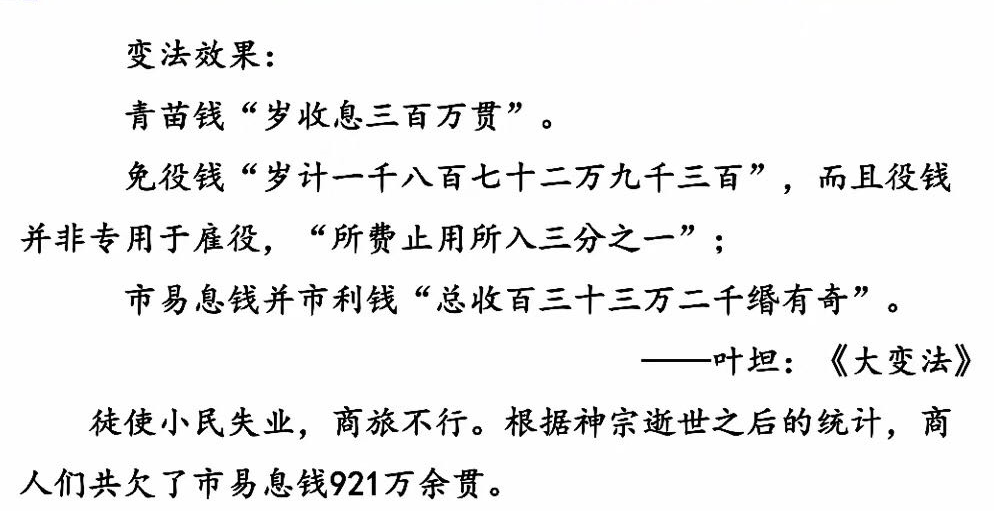 变法效果：
青苗钱“岁收息三百万贯”。
免役钱“岁计一千八百七十二万九千三百”，而且役钱
并非专用于雇役，“所费止用所入三分之一”；
市易息钱并市利钱“总收百三十三万二千缗有奇”。
——叶坦：《大变法》
徒使小民失业，商旅不行。根据神宗逝世之后的统计，商
人们共欠了市易息钱921万余贯。